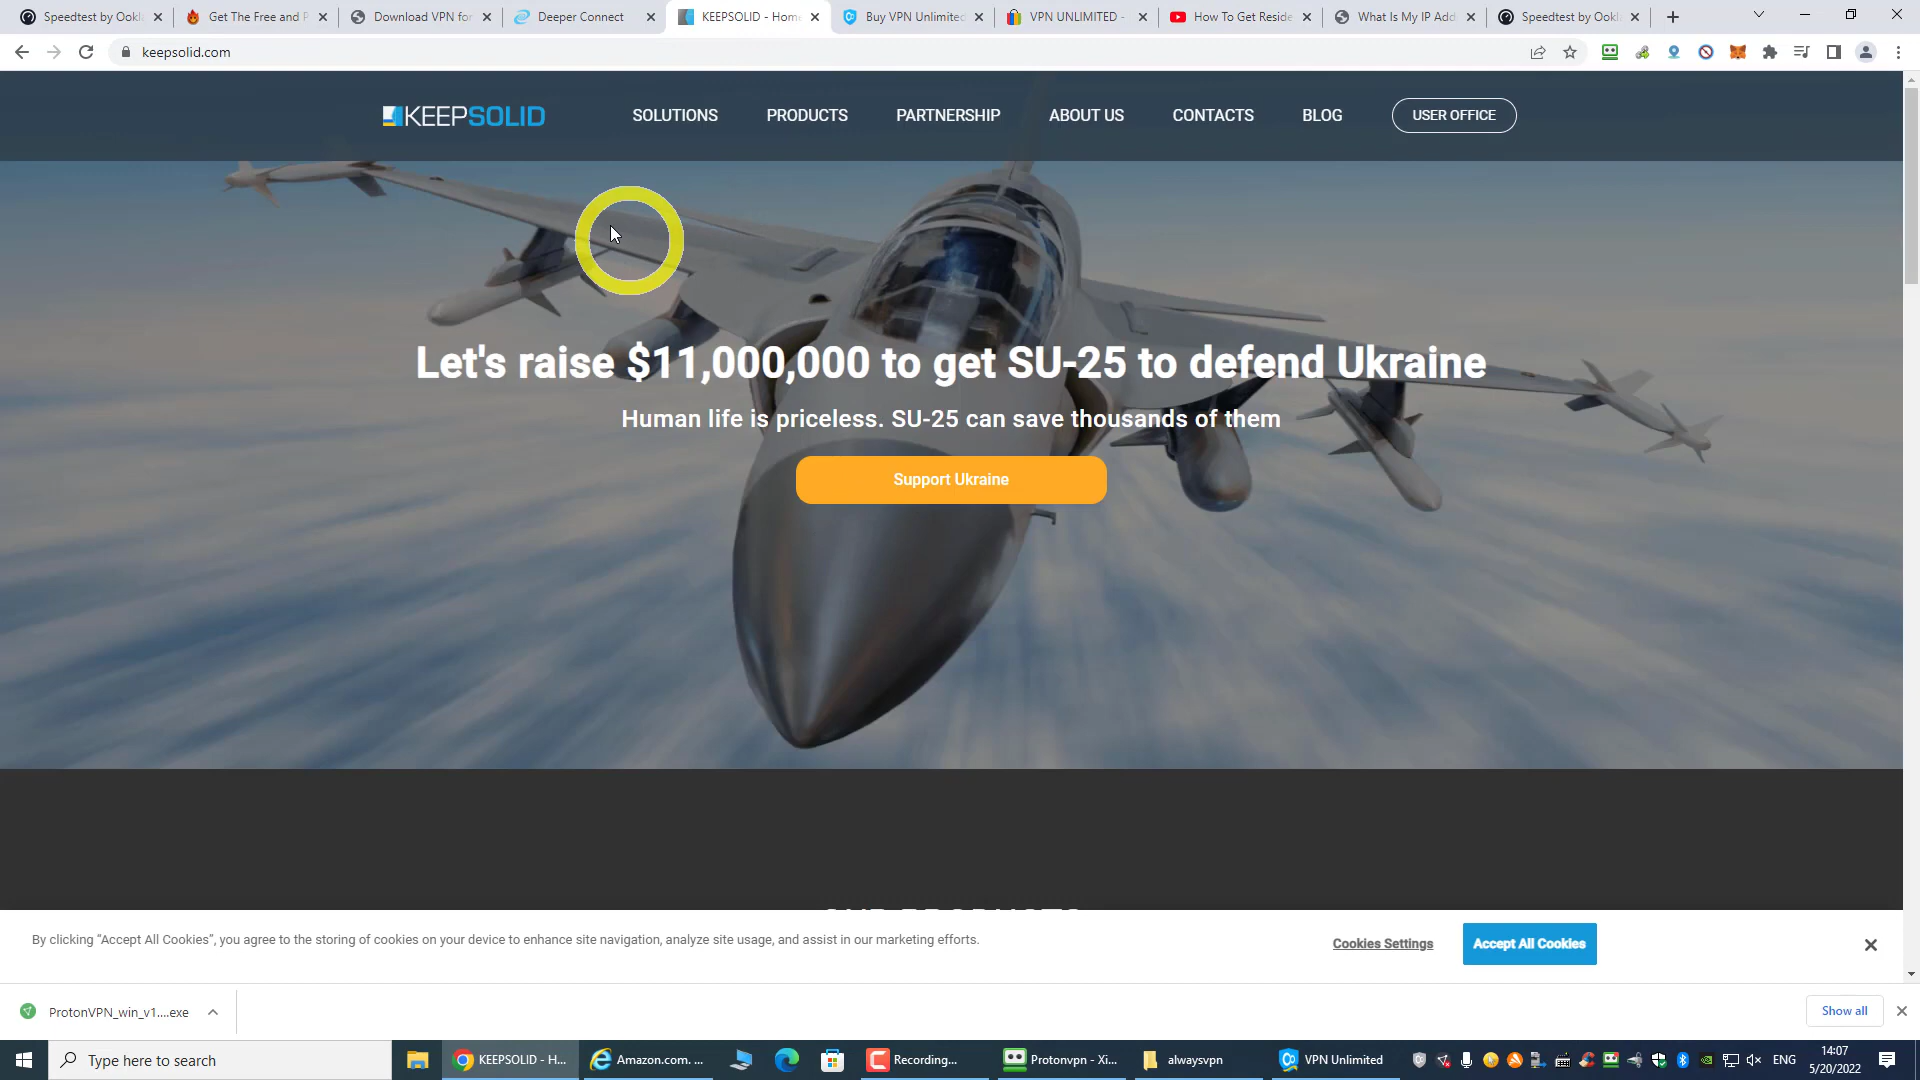 Speedtest by Ookl
Get The Free and P
Download VPN for
Deeper Connect
KEEPSOLID - Hom
Buy VPN Unlimited
VPN UNLIMITED -
How To Get Reside
What Is My IP Add
Speedtest by Ookl
keepsolid.com
KEEPSOLID
SOLUTIONS
PRODUCTS
PARTNERSHIP
ABOUT US
CONTACTS
BLOG
USER OFFICE
Let's raise $11,000,000 to get SU-25 to defend Ukraine
Human life is priceless. SU-25 can save thousands of them
Support Ukraine
By clicking "Accept All Cookies", you agree to the storing of cookies on your device to enhance site navigation, analyze site usage, and assist in our marketing efforts.
Cookies Settings
Accept All Cookies
ProtonVPN_win_v1....exe
Show all
Type here to search
KEEPSOLID - H...
Amazon.com. ...
Recording...
Protonvpn - Xi...
alwaysvpn
VPN Unlimited
ENG
14:07
5/20/2022